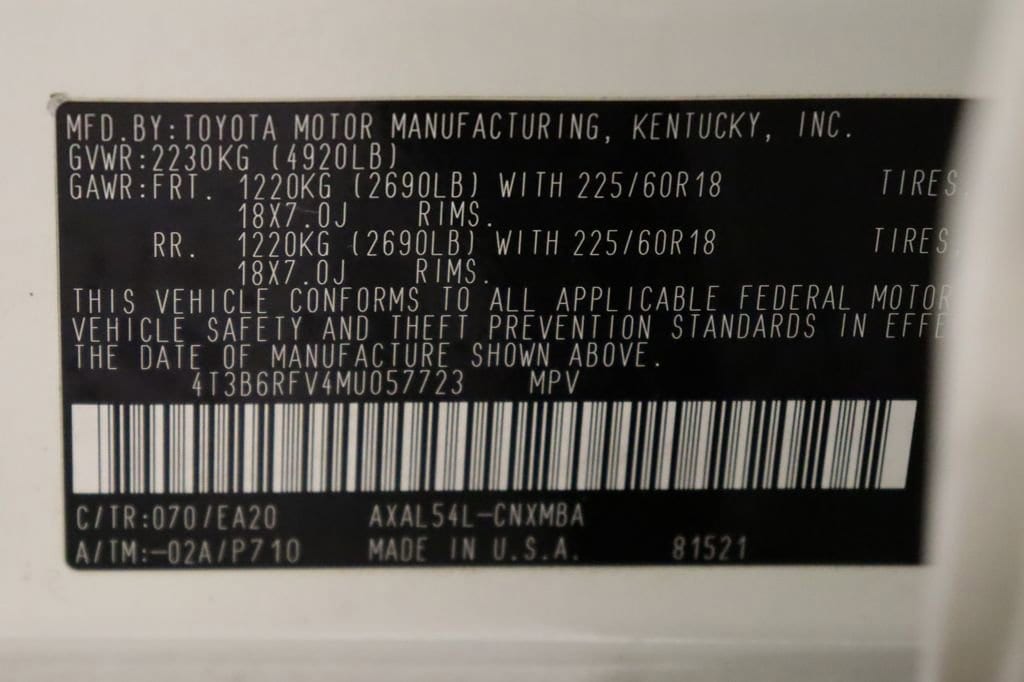 MFD.BY:TOYOTA MOTOR MANUFACTURING, KENTUCKY, INC.
GVWR:2230KG (4920LB)
GAWR:FRT. 1220KG (2690LB) WITH 225/60R18 TIRES,
18X7.0J RIMS.
RR. 1220KG (2690LB) WITH 225/60R18 TIRES,
18X7.0J RIMS.
THIS VEHICLE CONFORMS TO ALL APPLICABLE FEDERAL MOTOR
VEHICLE SAFETY AND THEFT PREVENTION STANDARDS IN EFFE
THE DATE OF MANUFACTURE SHOWN ABOVE.
4T3B6RFV4MU057723 MPV
C/TR:070/EA20 AXAL54L-CNXMBA
A/TM:-02A/P710 MADE IN U.S.A. 81521